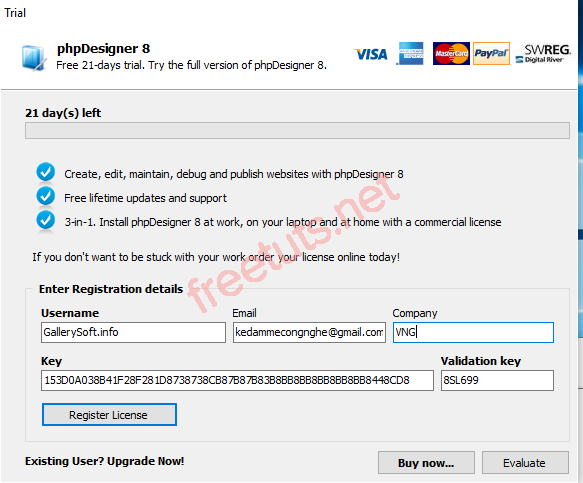 Trial
phpDesigner 8
Free 21-days trial. Try the full version of phpDesigner 8.
VISA AMERICAN EXPRESS MasterCard PayPal SWREG Digital River
21 day(s) left
Create, edit, maintain, debug and publish websites with phpDesigner 8
Free lifetime updates and support
3-in-1. Install phpDesigner 8 at work, on your laptop and at home with a commercial license
If you don't want to be stuck with your work order your license online today!
freetuts.net
Enter Registration details
Username Email Company
GallerySoft.info kedammecongnghe@gmail.com VNG
Key Validation key
153D0A038B41F28F281D8738738CB87B87B83B8BB8BB8BB8BB8BB8448CD8 8SL699
Register License
Existing User? Upgrade Now! Buy now... Evaluate